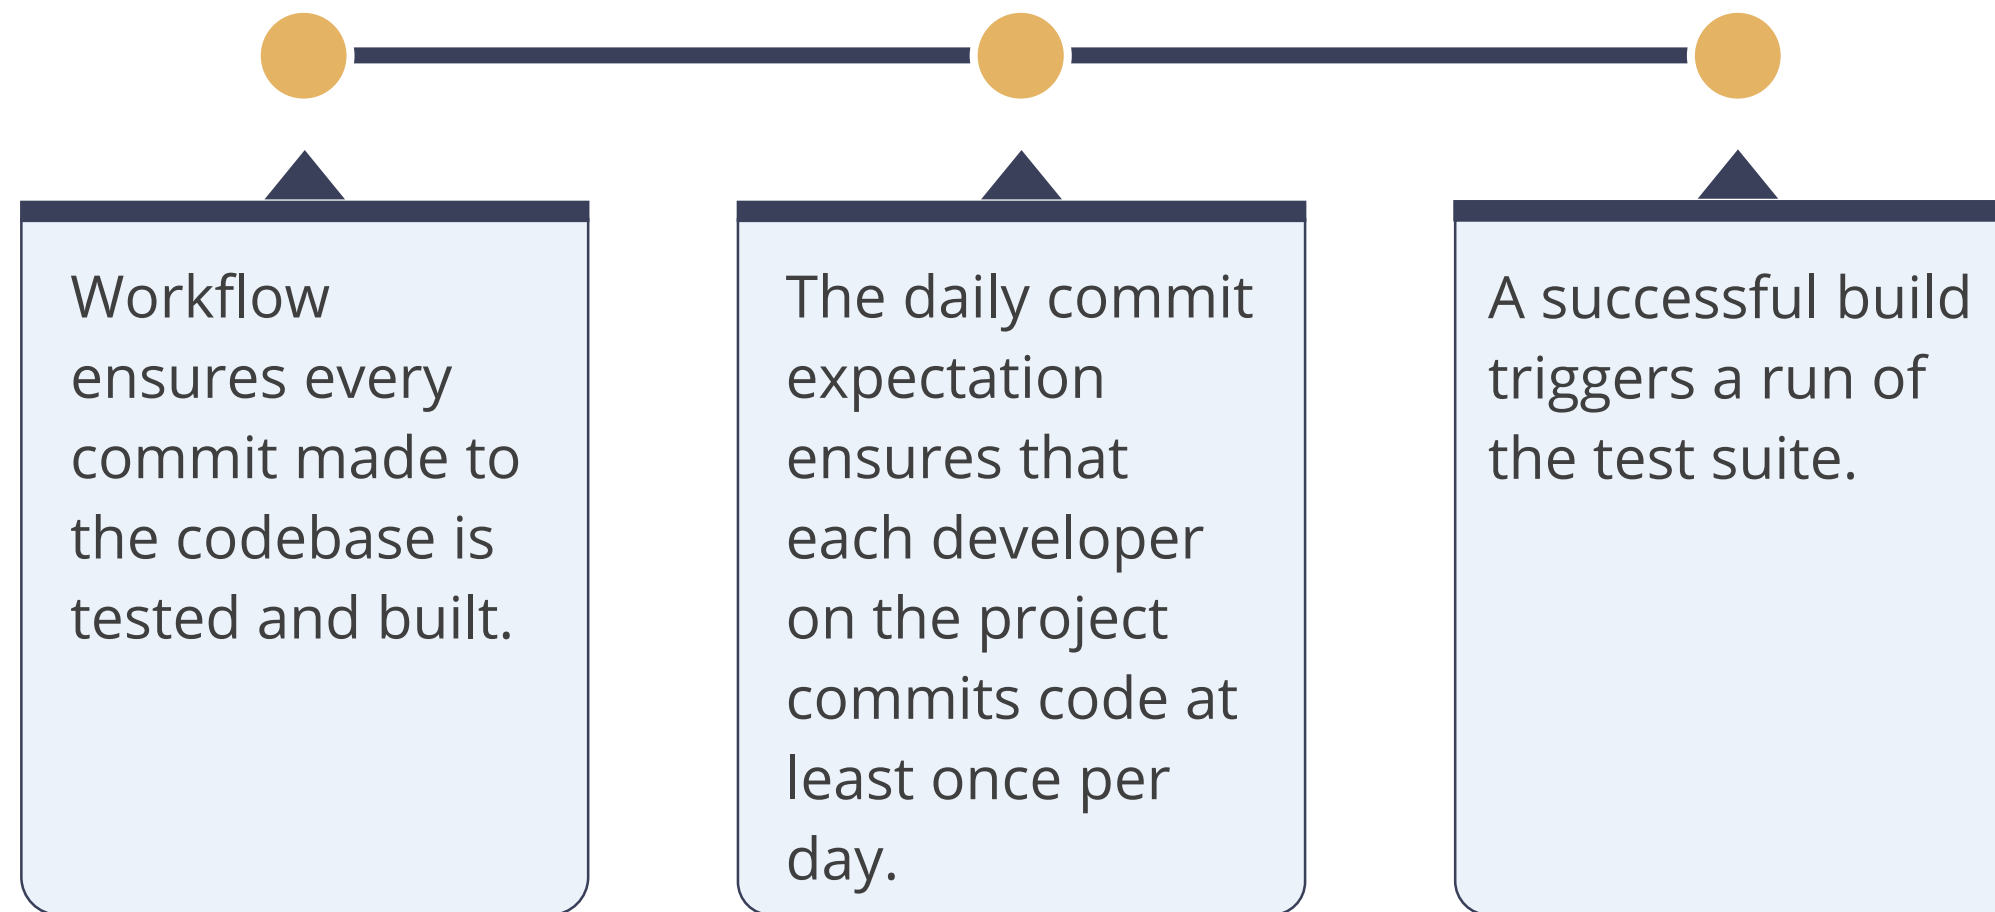 Workflow
ensures every
commit made to
the codebase is
tested and built.
The daily commit
expectation
ensures that
each developer
on the project
commits code at
least once per
day.
A successful build
triggers a run of
the test suite.